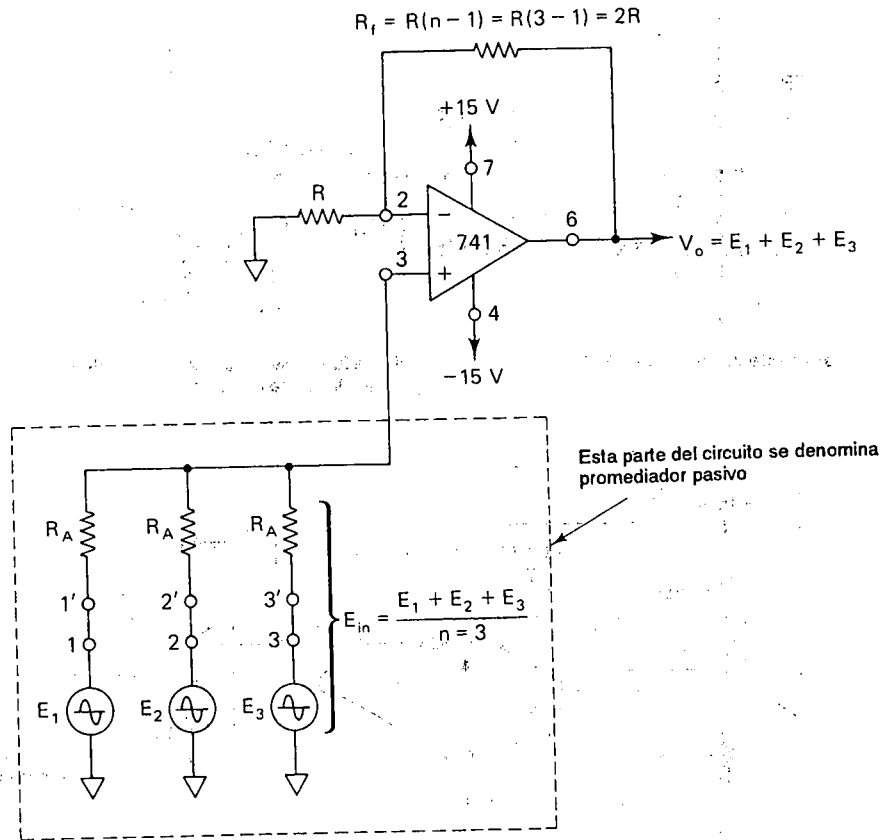 R_f = R(n – 1) = R(3 – 1) = 2R
+15 V
7
R
2
–
741
6
V_o = E_1 + E_2 + E_3
3
+
4
–15 V
Esta parte del circuito se denomina
promediador pasivo
R_A
R_A
R_A
1'
2'
3'
E_in = E_1 + E_2 + E_3
n = 3
1
2
3
E_1
E_2
E_3